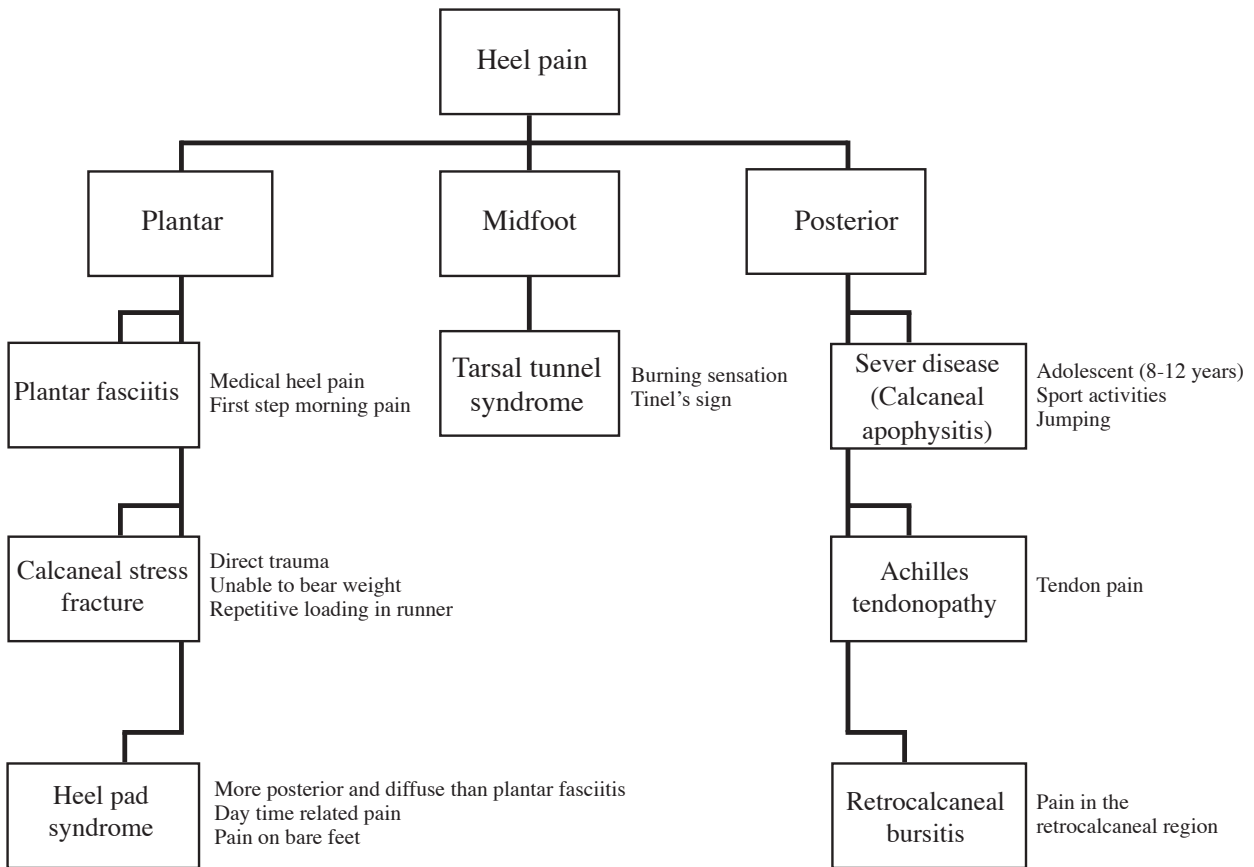 Heel pain
Plantar
Midfoot
Posterior
Plantar fasciitis
Medical heel pain
First step morning pain
Tarsal tunnel
syndrome
Burning sensation
Tinel’s sign
Sever disease
(Calcaneal
apophysitis)
Adolescent (8-12 years)
Sport activities
Jumping
Calcaneal stress
fracture
Direct trauma
Unable to bear weight
Repetitive loading in runner
Achilles
tendonopathy
Tendon pain
Heel pad
syndrome
More posterior and diffuse than plantar fasciitis
Day time related pain
Pain on bare feet
Retrocalcaneal
bursitis
Pain in the
retrocalcaneal region